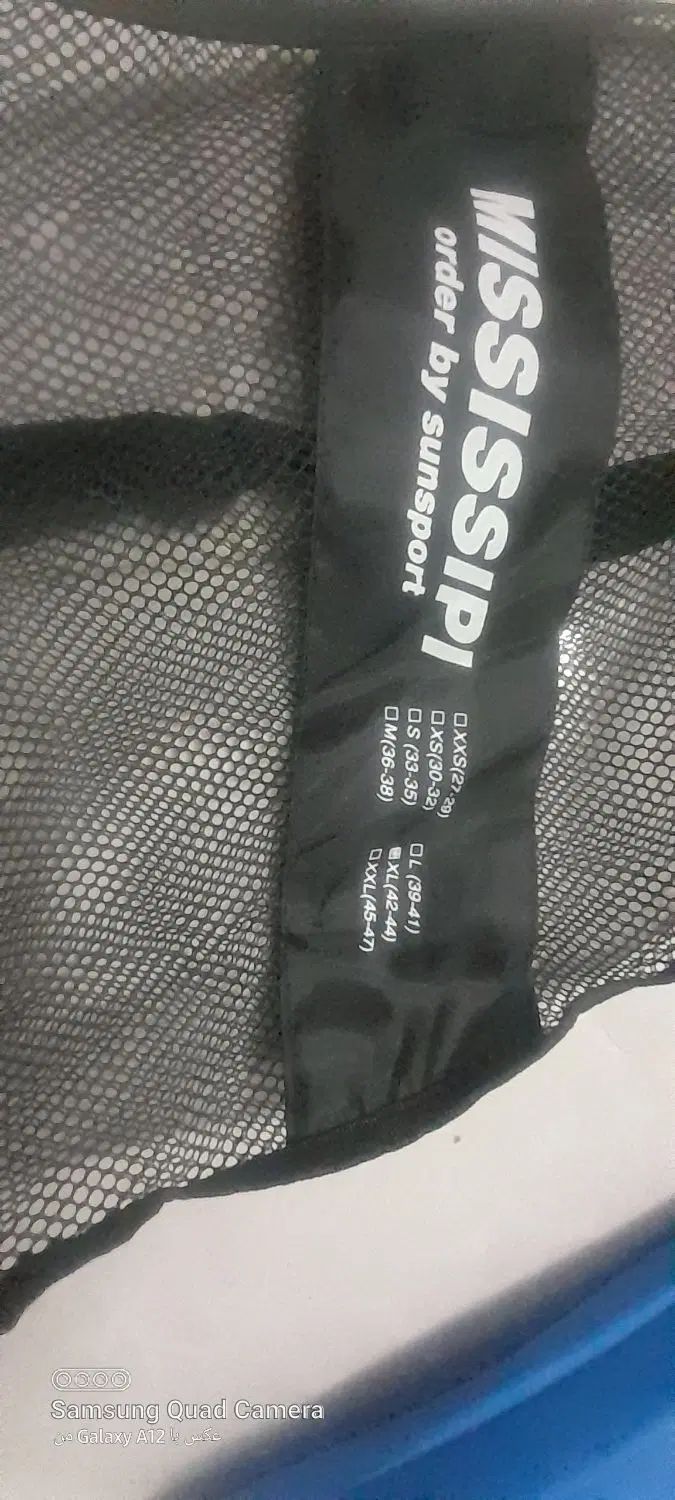 MISSISSIPI
order by sunsport
☐ XXS(27-29)
☐ XS(30-32)
☐ S (33-35)
☐ M(36-38)
☐ L (39-41)
☒ XL(42-44)
☐ XXL(45-47)
Samsung Quad Camera
عکس با Galaxy A12 من